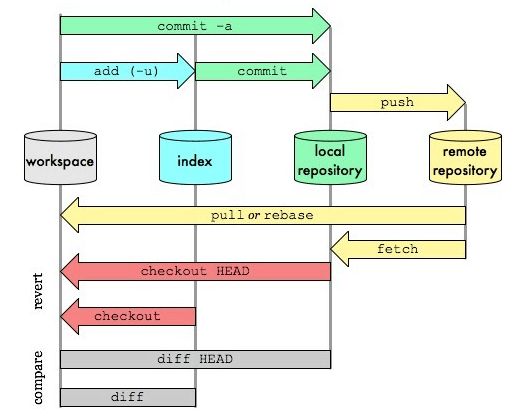 commit -a
add (-u)
commit
push
workspace
index
local
repository
remote
repository
pull or rebase
fetch
revert
checkout HEAD
checkout
compare
diff HEAD
diff